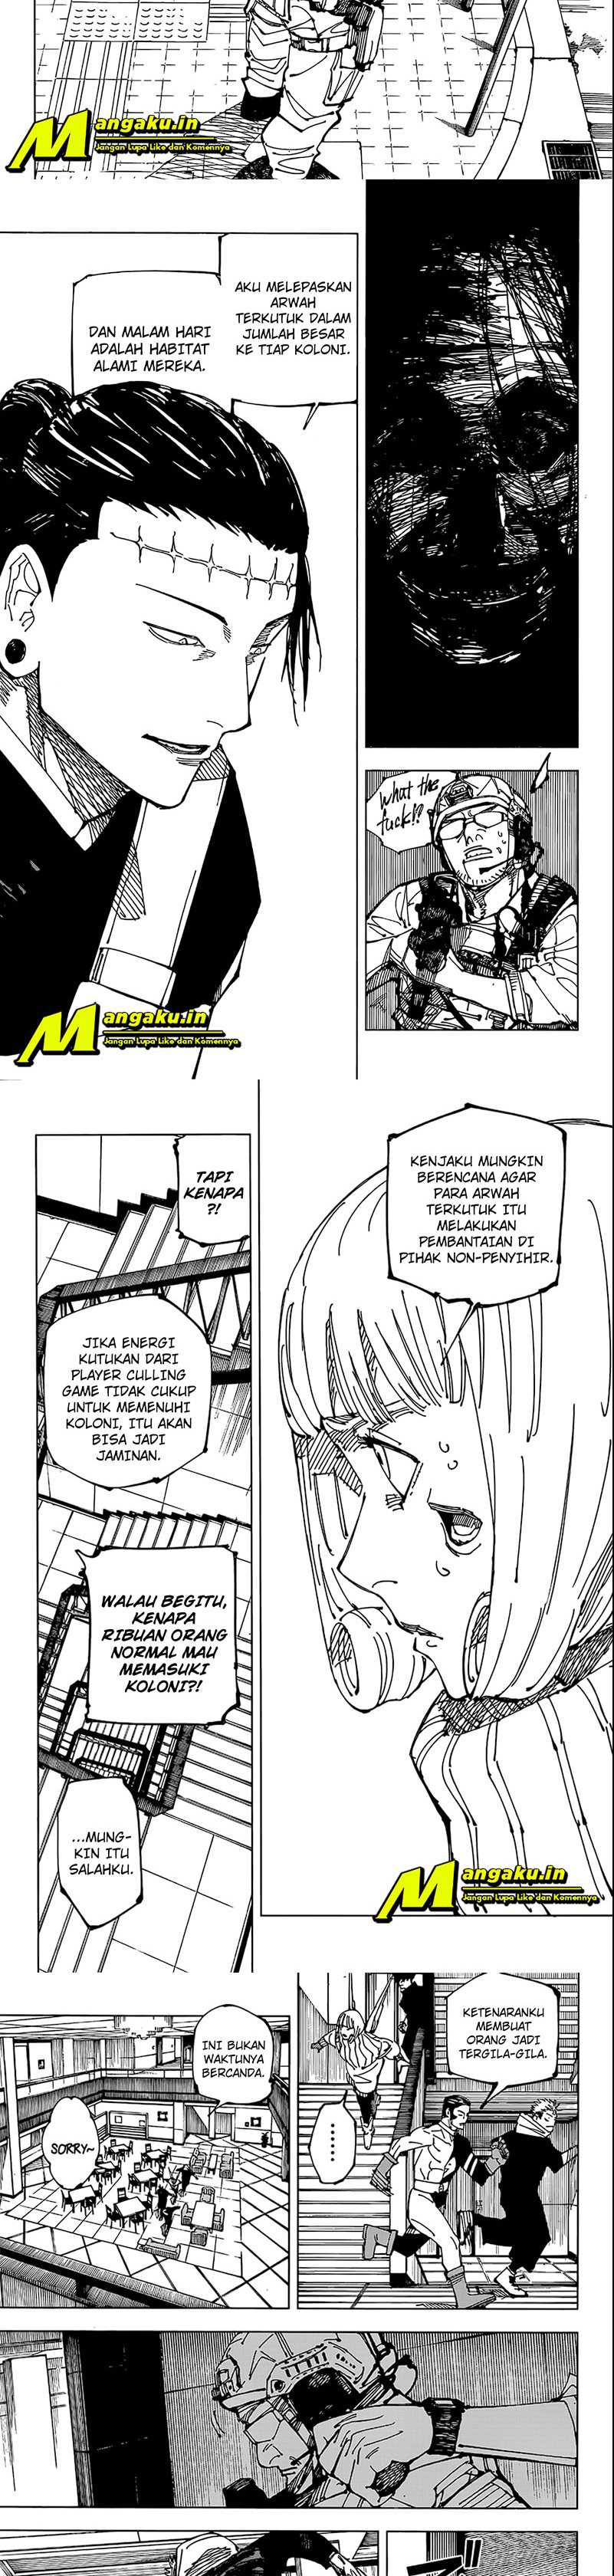 Mangaku.in
Jangan Lupa Like dan Komennya
AKU MELEPASKAN
ARWAH
TERKUTUK DALAM
JUMLAH BESAR
KE TIAP KOLONI.
DAN MALAM HARI
ADALAH HABITAT
ALAMI MEREKA.
What the
fuck!?
Mangaku.in
Jangan Lupa Like dan Komennya
KENJAKU MUNGKIN
BERENCANA AGAR
PARA ARWAH
TERKUTUK ITU
MELAKUKAN
PEMBANTAIAN DI
PIHAK NON-PENYIHIR.
TAPI
KENAPA
?!
JIKA ENERGI
KUTUKAN DARI
PLAYER CULLING
GAME TIDAK CUKUP
UNTUK MEMENUHI
KOLONI, ITU AKAN
BISA JADI
JAMINAN.
WALAU BEGITU,
KENAPA
RIBUAN ORANG
NORMAL MAU
MEMASUKI
KOLONI?!
...MUNG-
KIN ITU
SALAHKU.
Mangaku.in
Jangan Lupa Like dan Komennya
KETENARANKU
MEMBUAT
ORANG JADI
TERGILA-GILA.
......
INI BUKAN
WAKTUNYA
BERCANDA.
SORRY~